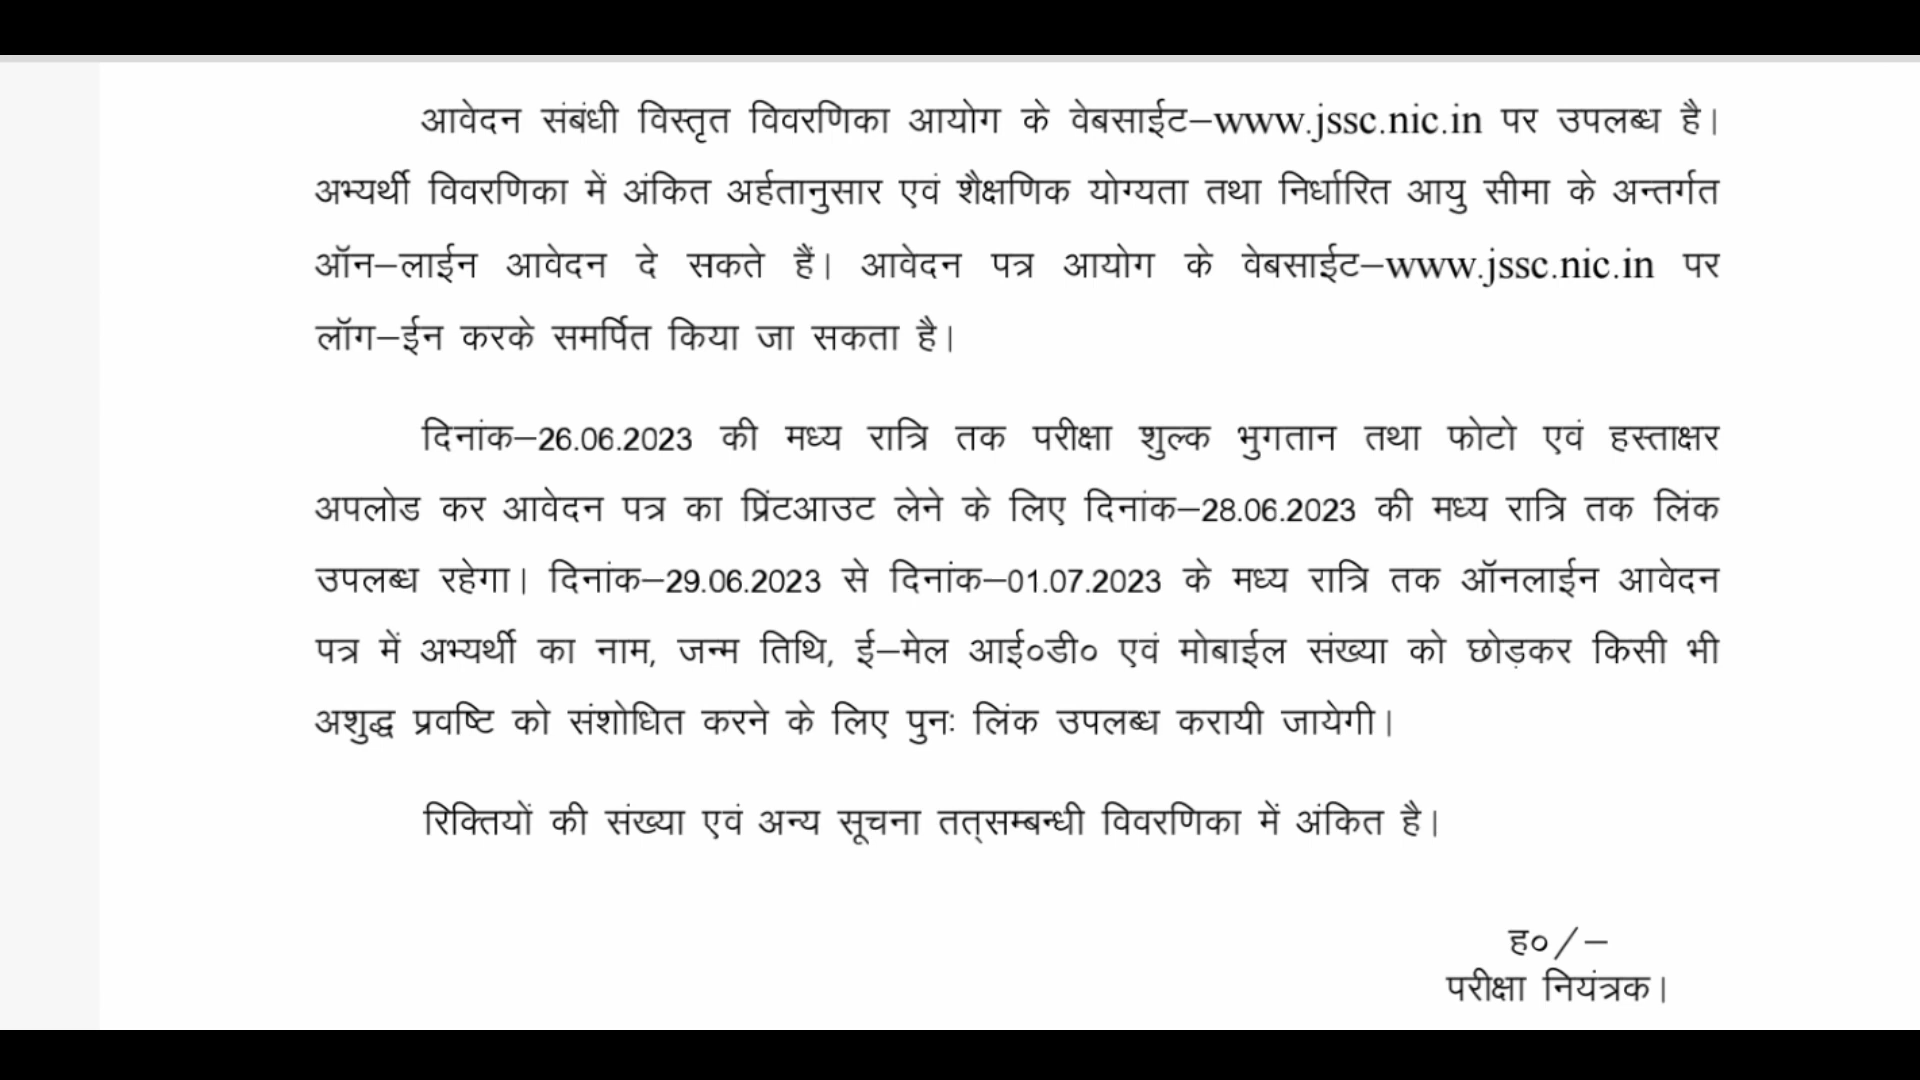 आवेदन संबंधी विस्तृत विवरणिका आयोग के वेबसाईट–www.jssc.nic.in पर उपलब्ध है।
अभ्यर्थी विवरणिका में अंकित अर्हतानुसार एवं शैक्षणिक योग्यता तथा निर्धारित आयु सीमा के अन्तर्गत
ऑन–लाईन आवेदन दे सकते हैं। आवेदन पत्र आयोग के वेबसाईट–www.jssc.nic.in पर
लॉग–ईन करके समर्पित किया जा सकता है।
दिनांक–26.06.2023 की मध्य रात्रि तक परीक्षा शुल्क भुगतान तथा फोटो एवं हस्ताक्षर
अपलोड कर आवेदन पत्र का प्रिंटआउट लेने के लिए दिनांक–28.06.2023 की मध्य रात्रि तक लिंक
उपलब्ध रहेगा। दिनांक–29.06.2023 से दिनांक–01.07.2023 के मध्य रात्रि तक ऑनलाईन आवेदन
पत्र में अभ्यर्थी का नाम, जन्म तिथि, ई–मेल आई०डी० एवं मोबाईल संख्या को छोड़कर किसी भी
अशुद्ध प्रवष्टि को संशोधित करने के लिए पुनः लिंक उपलब्ध करायी जायेगी।
रिक्तियों की संख्या एवं अन्य सूचना तत्सम्बन्धी विवरणिका में अंकित है।
ह०/–
परीक्षा नियंत्रक।